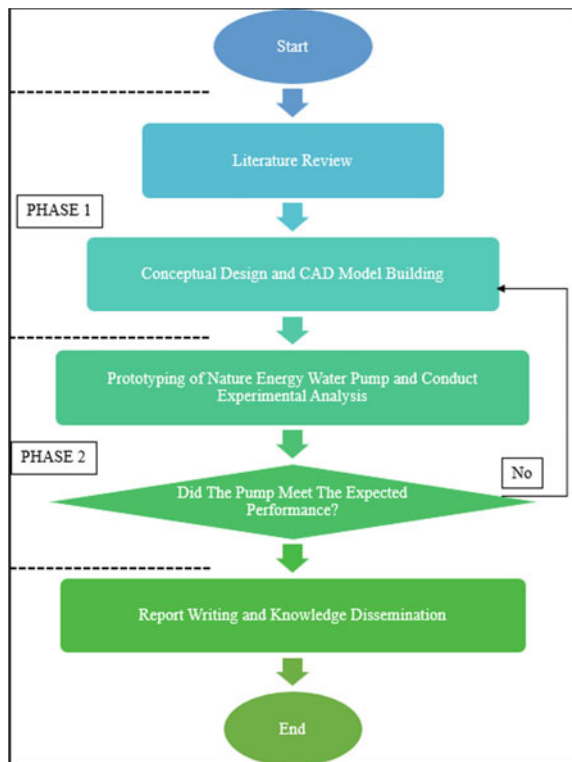 Start
Literature Review
PHASE 1
Conceptual Design and CAD Model Building
Prototyping of Nature Energy Water Pump and Conduct
Experimental Analysis
PHASE 2
Did The Pump Meet The Expected
Performance?
No
Report Writing and Knowledge Dissemination
End